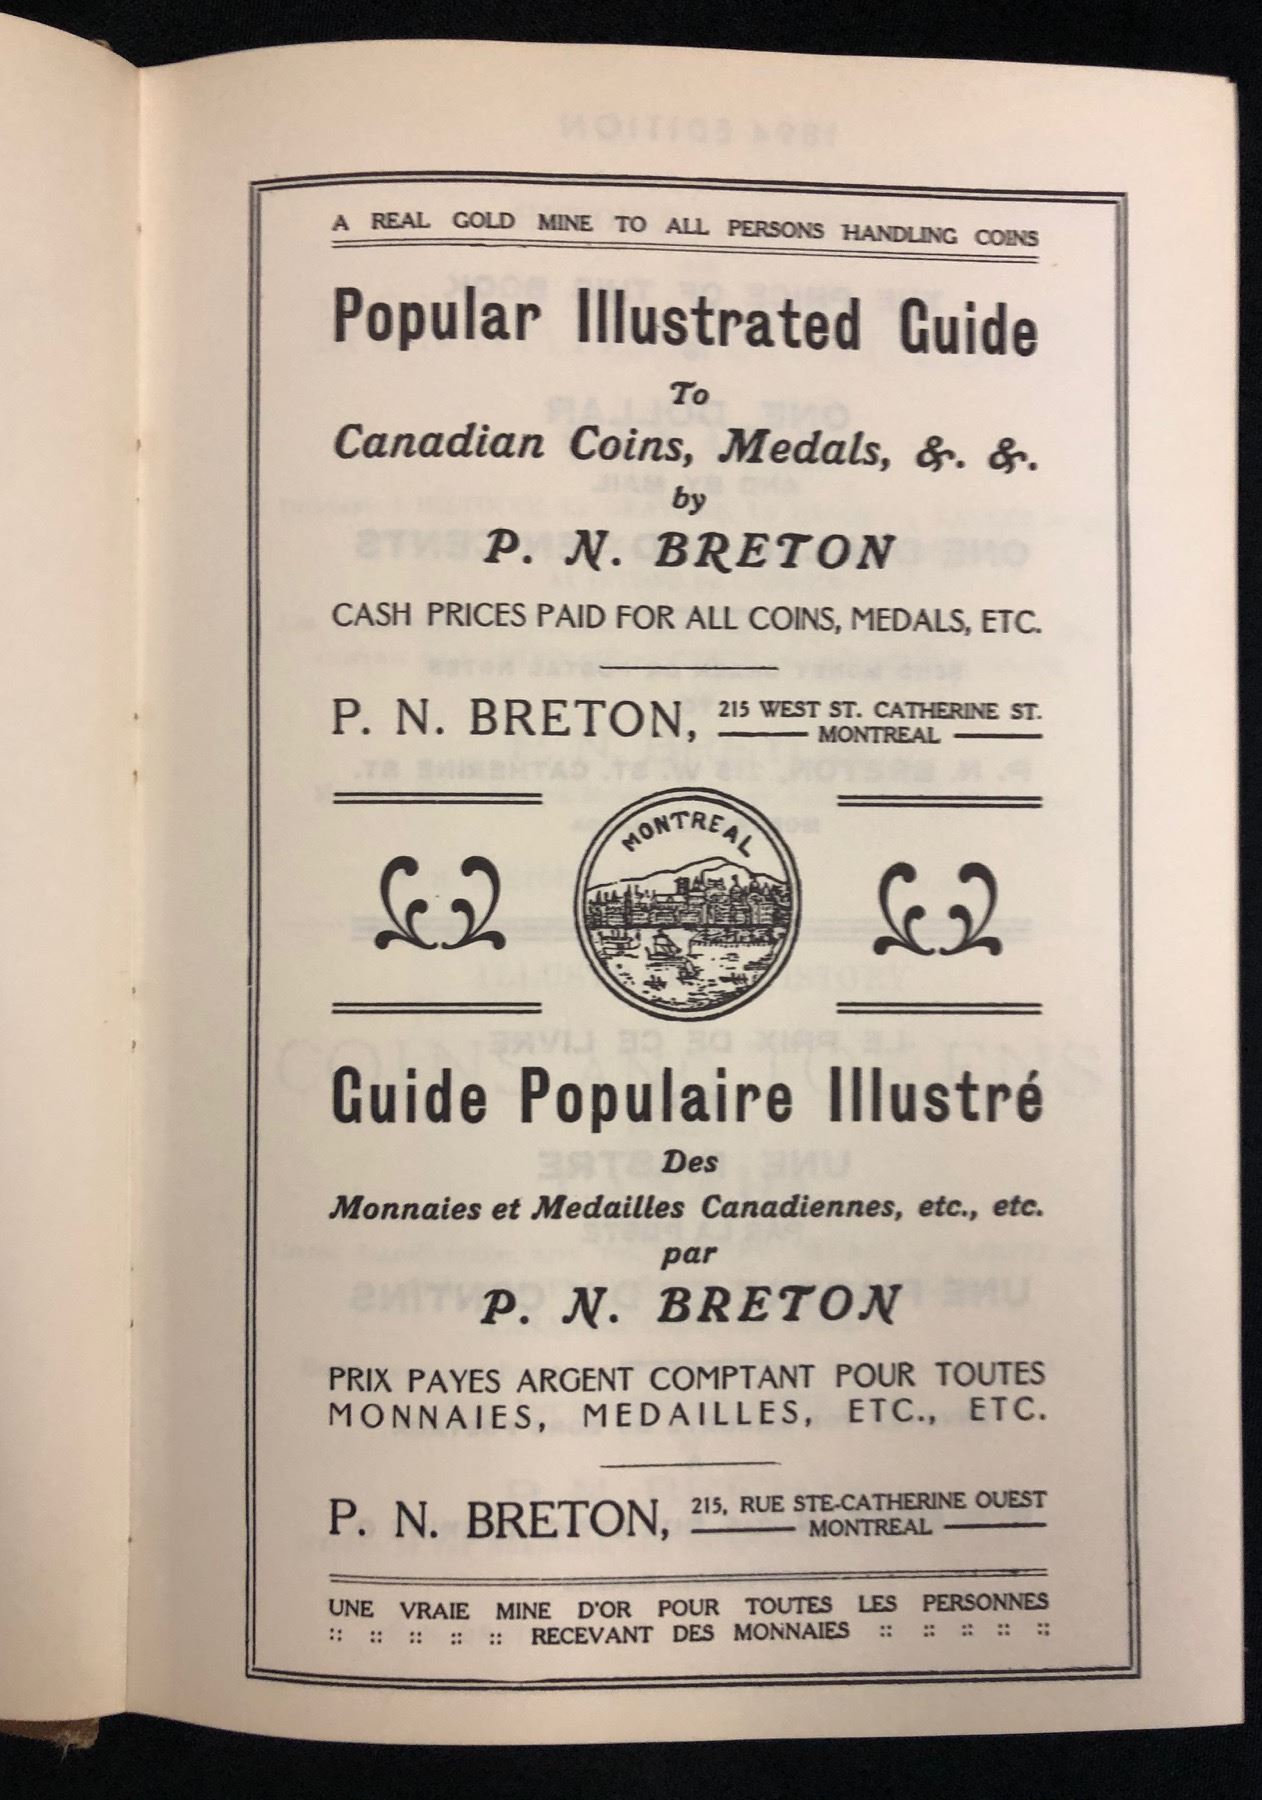 A REAL GOLD MINE TO ALL PERSONS HANDLING COINS
Popular Illustrated Guide
To
Canadian Coins, Medals, &. &.
by
P. N. BRETON
CASH PRICES PAID FOR ALL COINS, MEDALS, ETC.
P. N. BRETON, 215 WEST ST. CATHERINE ST.
MONTREAL
MONTREAL
Guide Populaire Illustré
Des
Monnaies et Medailles Canadiennes, etc., etc.
par
P. N. BRETON
PRIX PAYES ARGENT COMPTANT POUR TOUTES
MONNAIES, MEDAILLES, ETC., ETC.
P. N. BRETON, 215, RUE STE-CATHERINE OUEST
MONTREAL
UNE VRAIE MINE D'OR POUR TOUTES LES PERSONNES
:: :: :: :: :: RECEVANT DES MONNAIES :: :: :: :: ::